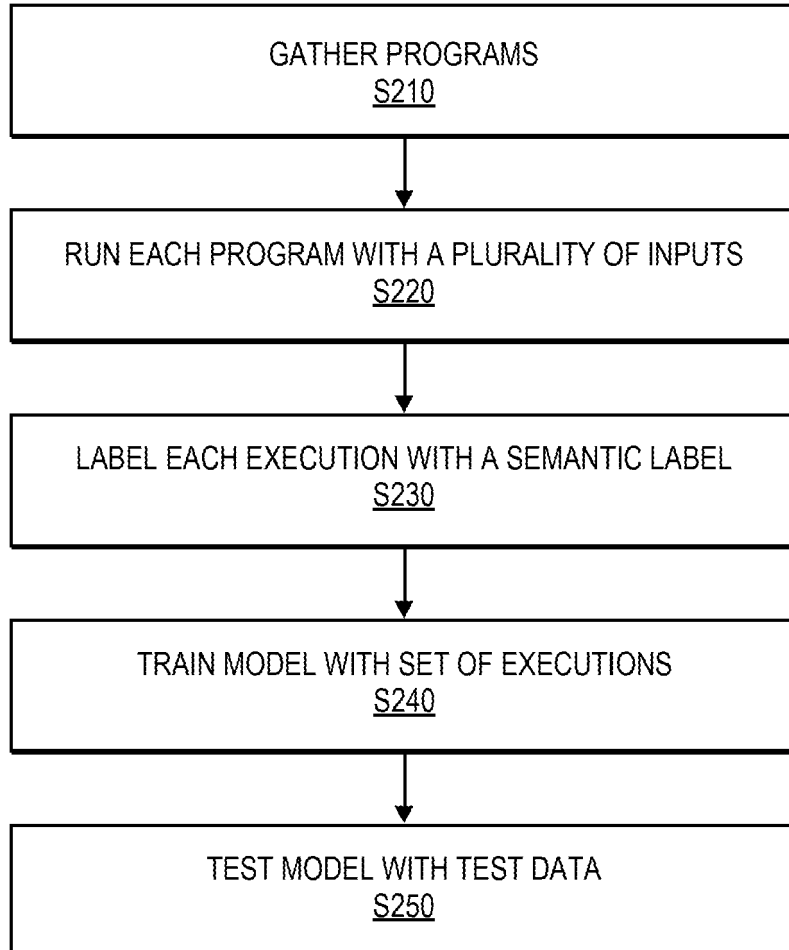 GATHER PROGRAMS
S210
RUN EACH PROGRAM WITH A PLURALITY OF INPUTS
S220
LABEL EACH EXECUTION WITH A SEMANTIC LABEL
S230
TRAIN MODEL WITH SET OF EXECUTIONS
S240
TEST MODEL WITH TEST DATA
S250